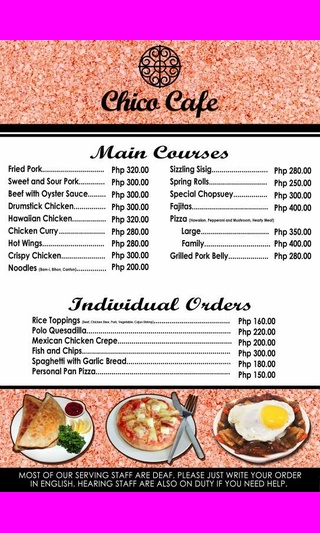 Chico Cafe
Main Courses
Fried Pork.............................. Php 320.00
Sweet and Sour Pork............ Php 300.00
Beef with Oyster Sauce........ Php 300.00
Drumstick Chicken............... Php 300.00
Hawaiian Chicken................ Php 320.00
Chicken Curry...................... Php 280.00
Hot Wings............................. Php 280.00
Crispy Chicken..................... Php 300.00
Noodles (Bam-i, Bihon, Canton).............. Php 200.00
Sizzling Sisig........................... Php 280.00
Spring Rolls............................ Php 250.00
Special Chopsuey................. Php 300.00
Fajitas..................................... Php 400.00
Pizza (Hawaiian, Pepperoni and Mushroom, Hearty Meat)
Large.................................. Php 350.00
Family................................. Php 400.00
Grilled Pork Belly.................... Php 280.00
Individual Orders
Rice Toppings ..................................... Php 160.00
Polo Quesadilla..................................................................... Php 220.00
Mexican Chicken Crepe....................................................... Php 200.00
Fish and Chips....................................................................... Php 300.00
Spaghetti with Garlic Bread................................................. Php 180.00
Personal Pan Pizza................................................................ Php 150.00
MOST OF OUR SERVING STAFF ARE DEAF. PLEASE JUST WRITE YOUR ORDER
IN ENGLISH. HEARING STAFF ARE ALSO ON DUTY IF YOU NEED HELP.